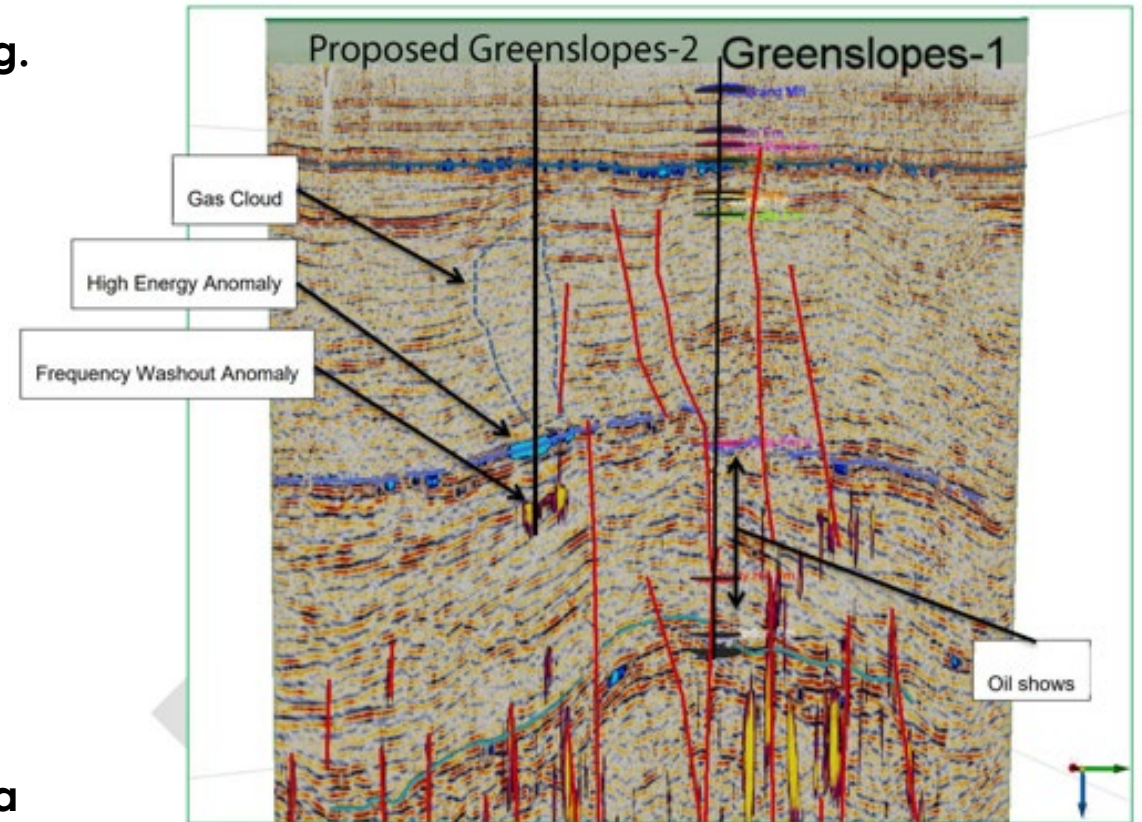 g.
Proposed Greenslopes-2
Greenslopes-1
Gas Cloud
High Energy Anomaly
Frequency Washout Anomaly
Oil shows
a